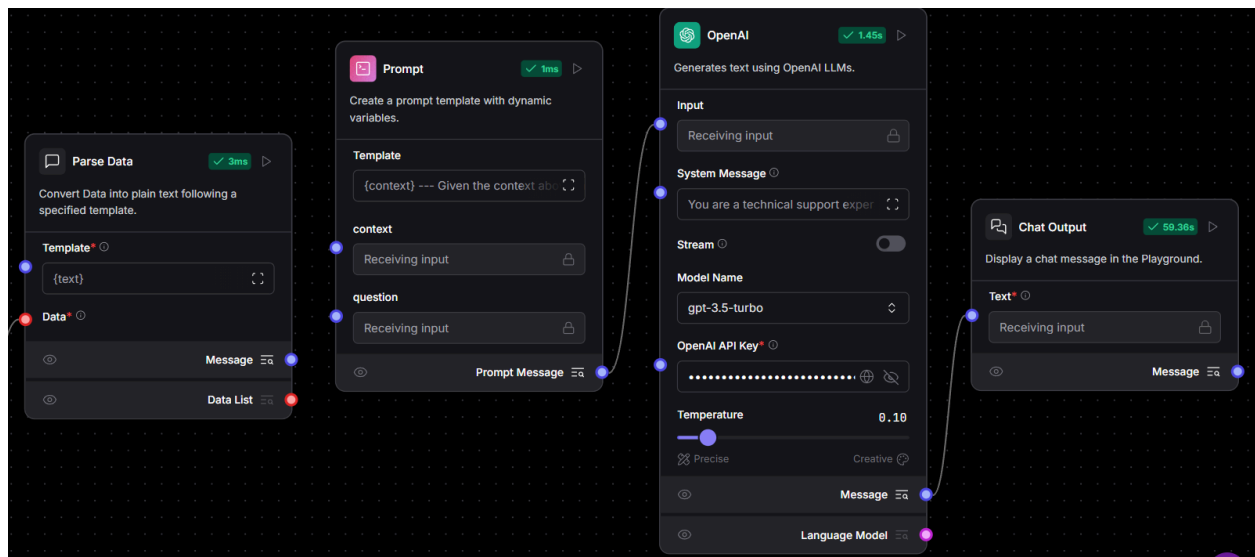 Parse Data
3ms
Convert Data into plain text following a
specified template.
Template*
{text}
Data*
Message
Data List
Prompt
1ms
Create a prompt template with dynamic
variables.
Template
{context} --- Given the context abo
context
Receiving input
question
Receiving input
Prompt Message
OpenAI
1.45s
Generates text using OpenAI LLMs.
Input
Receiving input
System Message
You are a technical support exper
Stream
Model Name
gpt-3.5-turbo
OpenAI API Key*
Temperature
0.10
Precise
Creative
Message
Language Model
Chat Output
59.36s
Display a chat message in the Playground.
Text*
Receiving input
Message